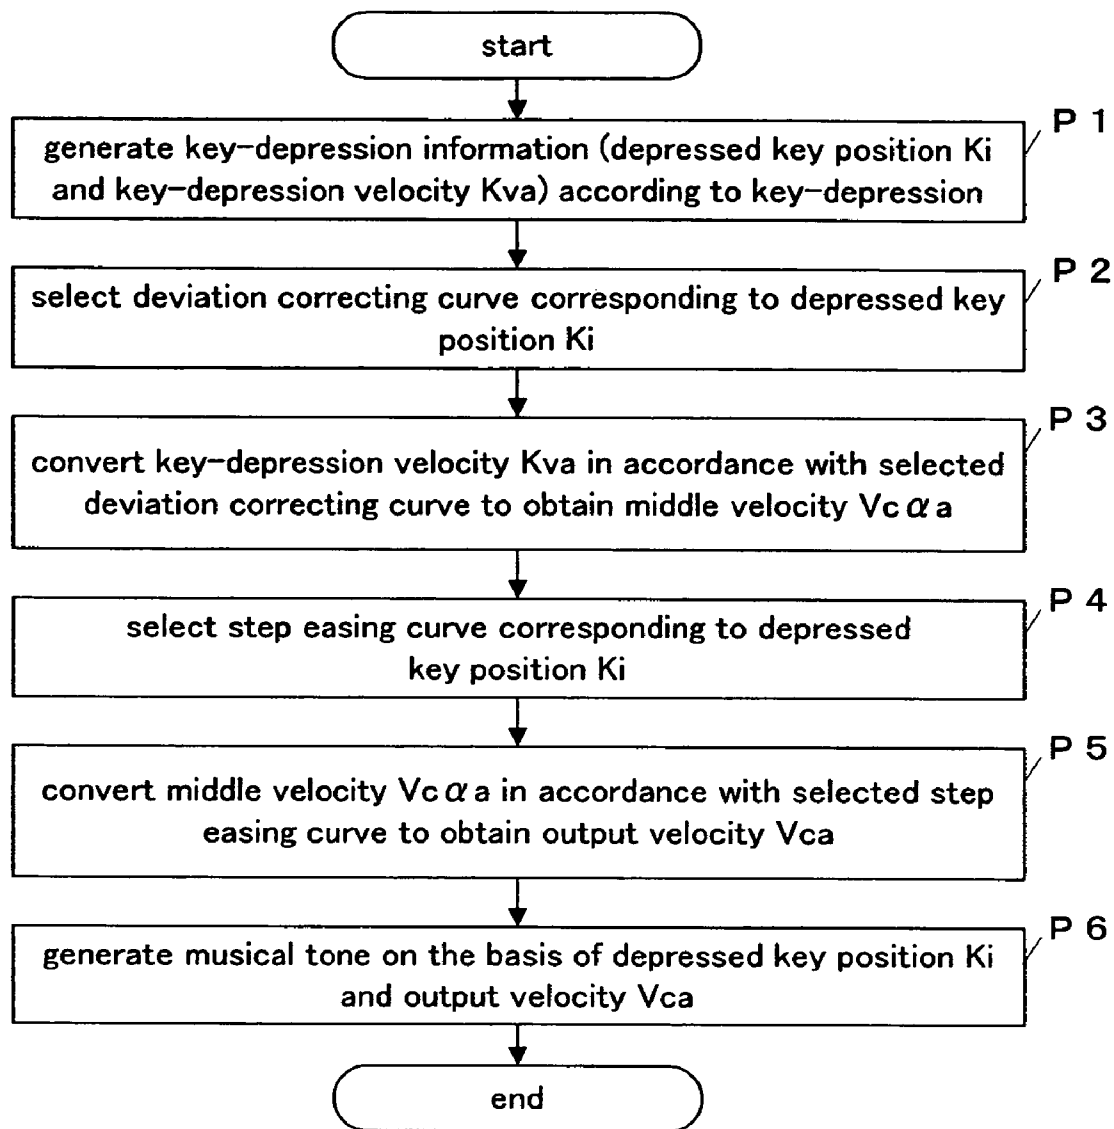 start
P 1
generate key-depression information (depressed key position Ki
and key-depression velocity Kva) according to key-depression
P 2
select deviation correcting curve corresponding to depressed key
position Ki
P 3
convert key-depression velocity Kva in accordance with selected
deviation correcting curve to obtain middle velocity Vc α a
P 4
select step easing curve corresponding to depressed
key position Ki
P 5
convert middle velocity Vc α a in accordance with selected step
easing curve to obtain output velocity Vca
P 6
generate musical tone on the basis of depressed key position Ki
and output velocity Vca
end